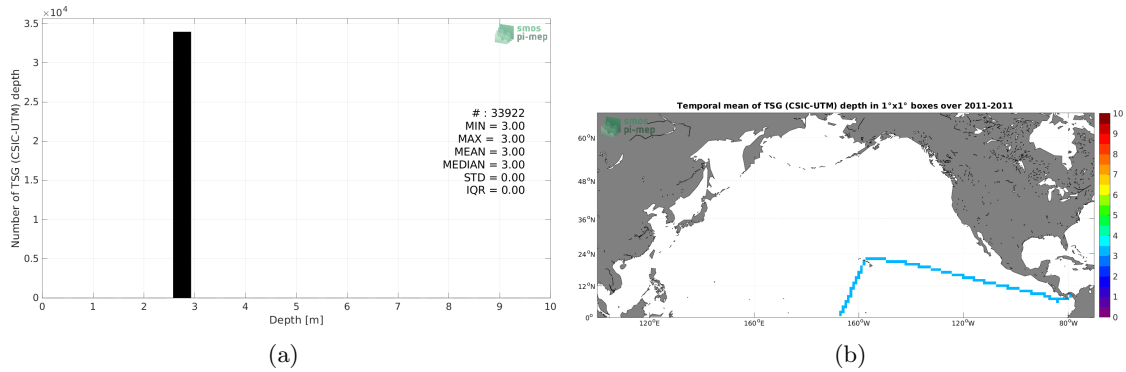 ×10⁴
3.5
3
2.5
2
1.5
1
0.5
0
0 1 2 3 4 5 6 7 8 9 10
Number of TSG (CSIC-UTM) depth
Depth [m]
smos
pi-mep
# : 33922
MIN = 3.00
MAX = 3.00
MEAN = 3.00
MEDIAN = 3.00
STD = 0.00
IQR = 0.00
(a)
Temporal mean of TSG (CSIC-UTM) depth in 1°x1° boxes over 2011-2011
smos
pi-mep
60°N
48°N
36°N
24°N
12°N
0°
120°E 160°E 160°W 120°W 80°W
10
9
8
7
6
5
4
3
2
1
0
(b)